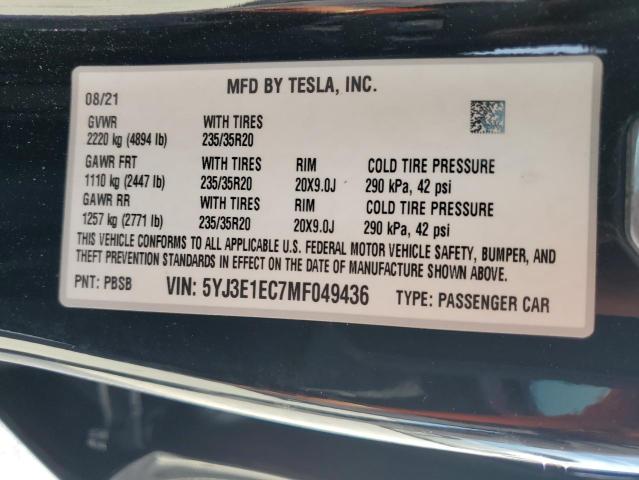 MFD BY TESLA, INC.
08/21
GVWR WITH TIRES
2220 kg (4894 lb) 235/35R20
GAWR FRT WITH TIRES RIM COLD TIRE PRESSURE
1110 kg (2447 lb) 235/35R20 20X9.0J 290 kPa, 42 psi
GAWR RR WITH TIRES RIM COLD TIRE PRESSURE
1257 kg (2771 lb) 235/35R20 20X9.0J 290 kPa, 42 psi
THIS VEHICLE CONFORMS TO ALL APPLICABLE U.S. FEDERAL MOTOR VEHICLE SAFETY, BUMPER, AND
THEFT STANDARDS IN EFFECT ON THE DATE OF MANUFACTURE SHOWN ABOVE.
PNT: PBSB VIN: 5YJ3E1EC7MF049436 TYPE: PASSENGER CAR